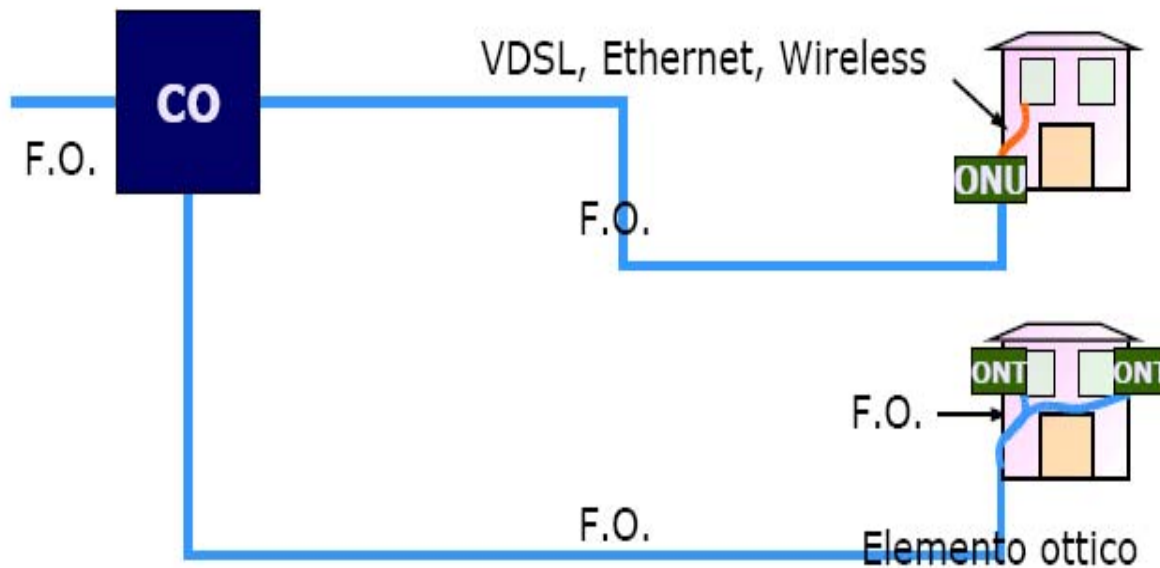 VDSL, Ethernet, Wireless
CO
F.O.
ONU
F.O.
ONT
ONT
F.O.
F.O.
Elemento ottico